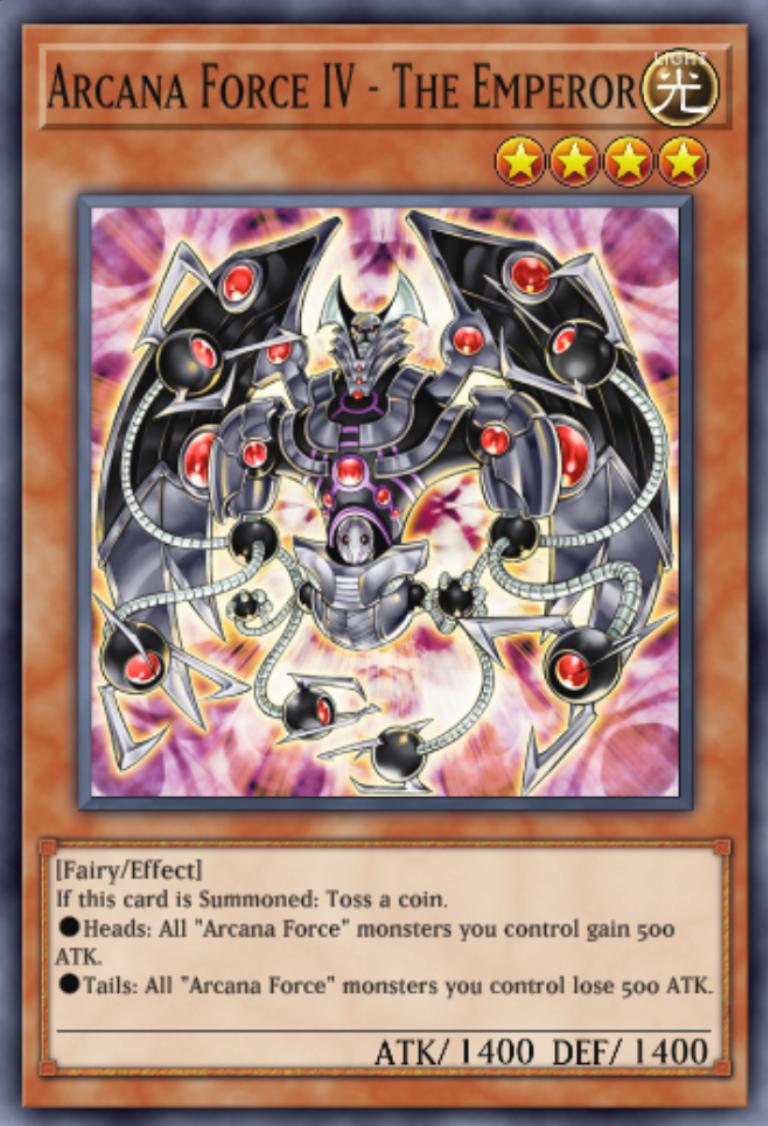 ARCANA FORCE IV - THE EMPEROR
LIGHT
光
[Fairy/Effect]
If this card is Summoned: Toss a coin.
●Heads: All "Arcana Force" monsters you control gain 500
ATK.
●Tails: All "Arcana Force" monsters you control lose 500 ATK.
ATK/ 1400 DEF/ 1400